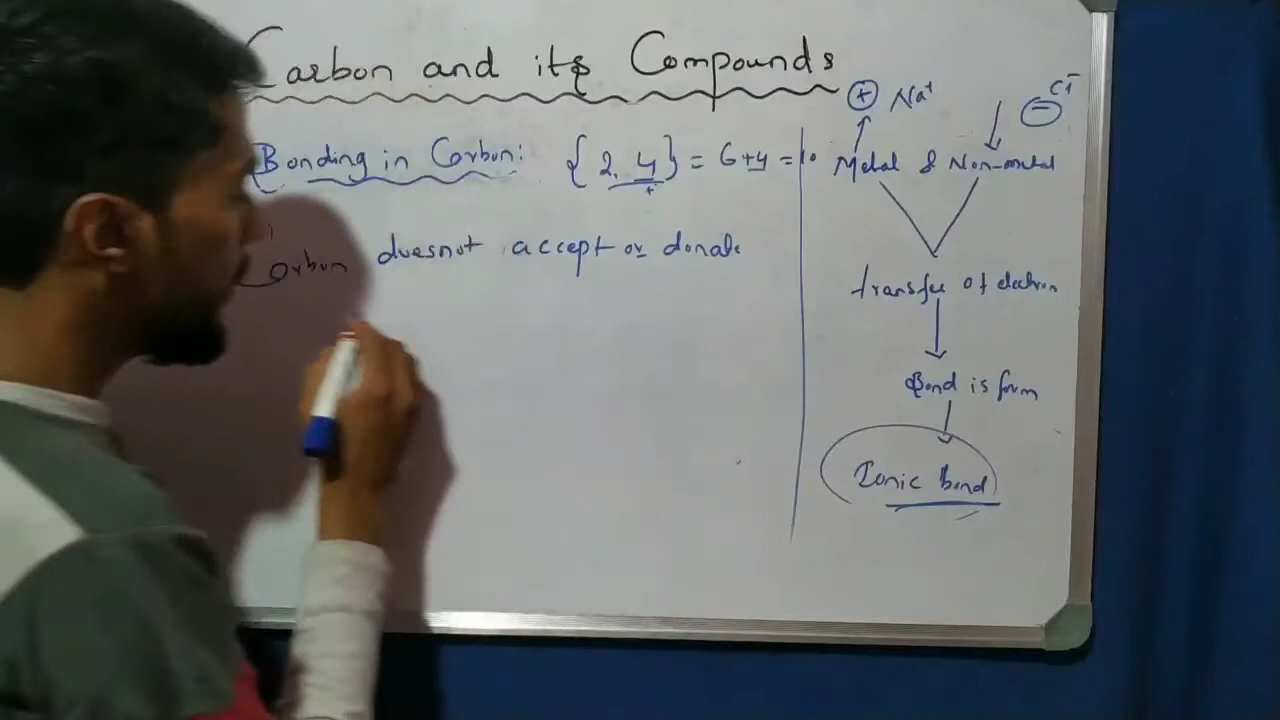 Carbon and its Compounds
Bonding in Carbon: {2, 4} = 6+4 = 10
+
Carbon doesnot accept or donate
+ Na+
Cl-
Metal & Non-metal
transfer of electron
Bond is form
Ionic bond